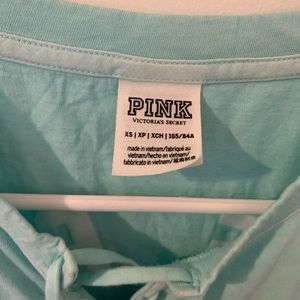 PINK
VICTORIA'S SECRET
XS | XP | XCH | 165/84A
made in vietnam/fabriqué au
vietnam/hecho en vietnam/
fabbricato in vietnam/